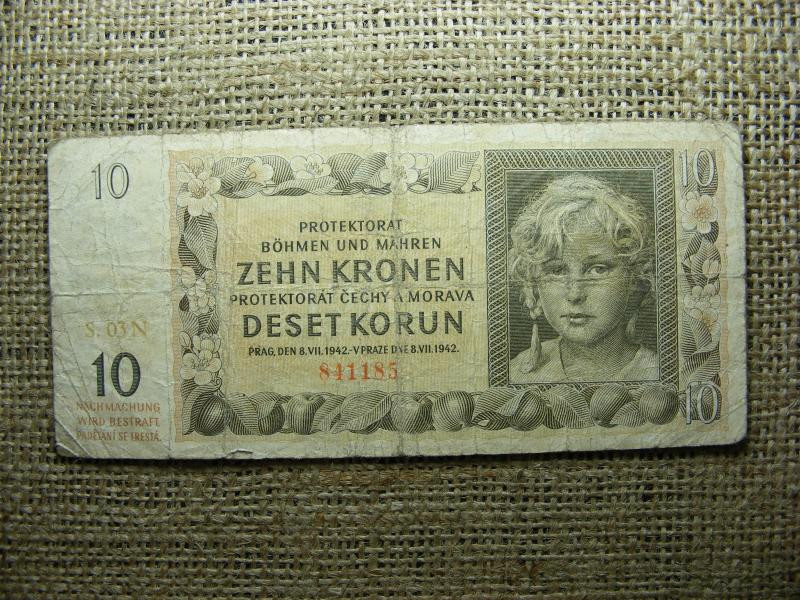 10
10
PROTEKTORAT
BÖHMEN UND MÄHREN
ZEHN KRONEN
PROTEKTORÁT ČECHY A MORAVA
DESET KORUN
PRAG, DEN 8.VII.1942.-V PRAZE DNE 8.VII.1942.
S. 03 N
841185
10
10
NACHMACHUNG
WIRD BESTRAFT.
PADĚLÁNÍ SE TRESTÁ.